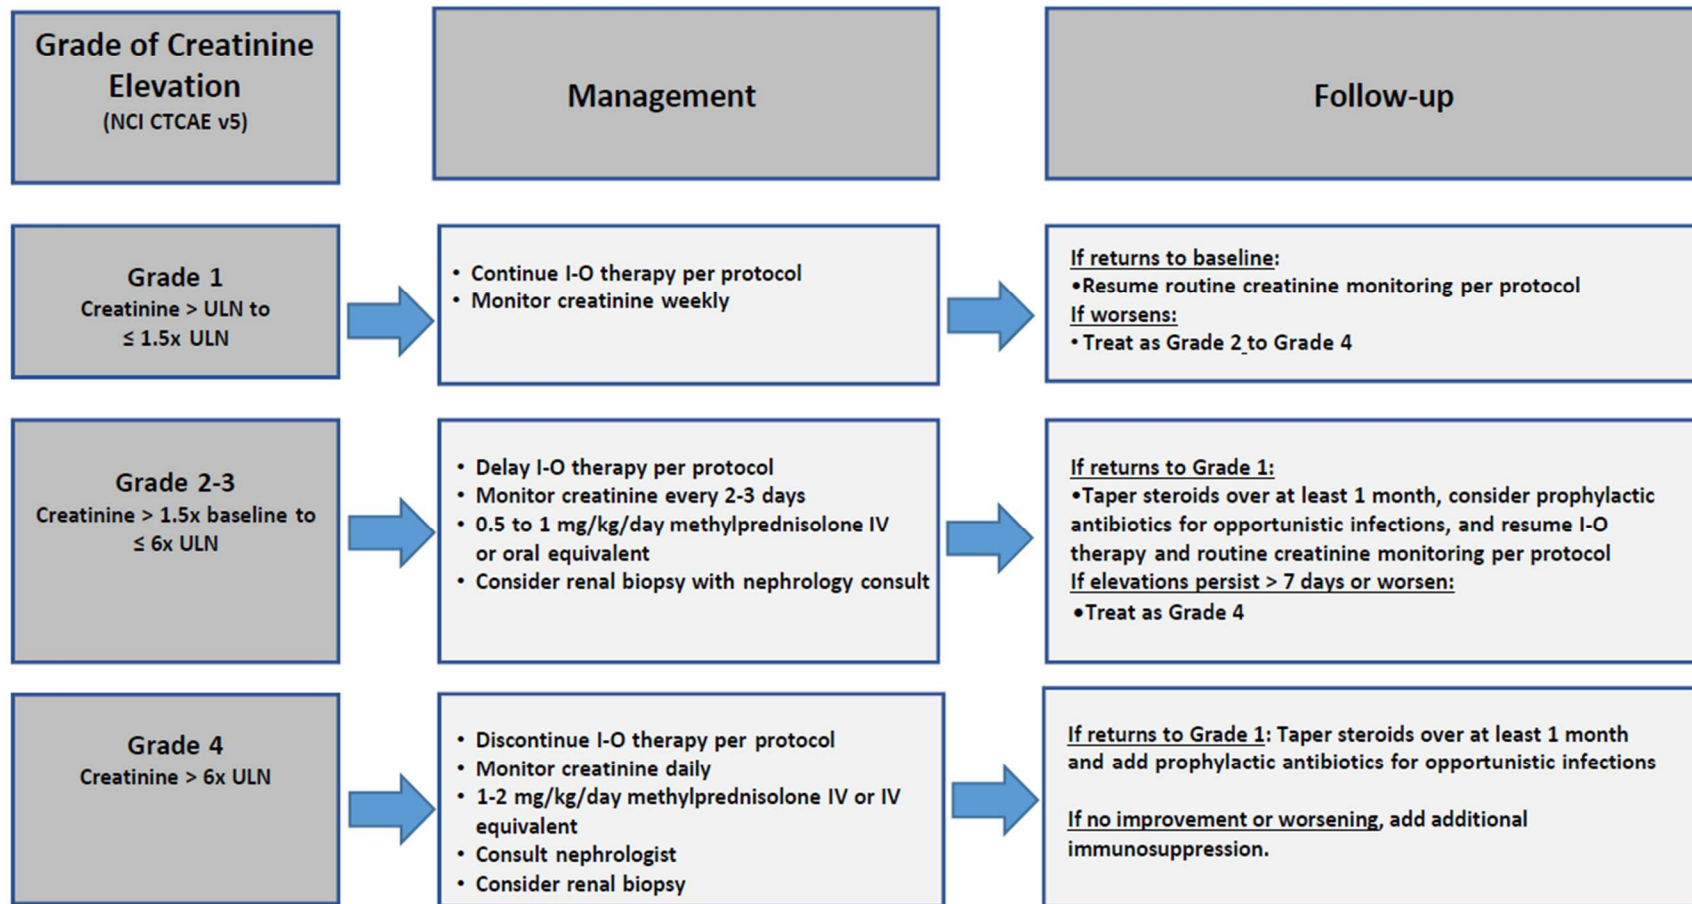 Grade of Creatinine
Elevation
(NCI CTCAE v5)
Management
Follow-up
Grade 1
Creatinine > ULN to
≤ 1.5x ULN
• Continue I-O therapy per protocol
• Monitor creatinine weekly
If returns to baseline:
•Resume routine creatinine monitoring per protocol
If worsens:
• Treat as Grade 2 to Grade 4
Grade 2-3
Creatinine > 1.5x baseline to
≤ 6x ULN
• Delay I-O therapy per protocol
• Monitor creatinine every 2-3 days
• 0.5 to 1 mg/kg/day methylprednisolone IV
or oral equivalent
• Consider renal biopsy with nephrology consult
If returns to Grade 1:
•Taper steroids over at least 1 month, consider prophylactic
antibiotics for opportunistic infections, and resume I-O
therapy and routine creatinine monitoring per protocol
If elevations persist > 7 days or worsen:
•Treat as Grade 4
Grade 4
Creatinine > 6x ULN
• Discontinue I-O therapy per protocol
• Monitor creatinine daily
• 1-2 mg/kg/day methylprednisolone IV or IV
equivalent
• Consult nephrologist
• Consider renal biopsy
If returns to Grade 1: Taper steroids over at least 1 month
and add prophylactic antibiotics for opportunistic infections
If no improvement or worsening, add additional
immunosuppression.